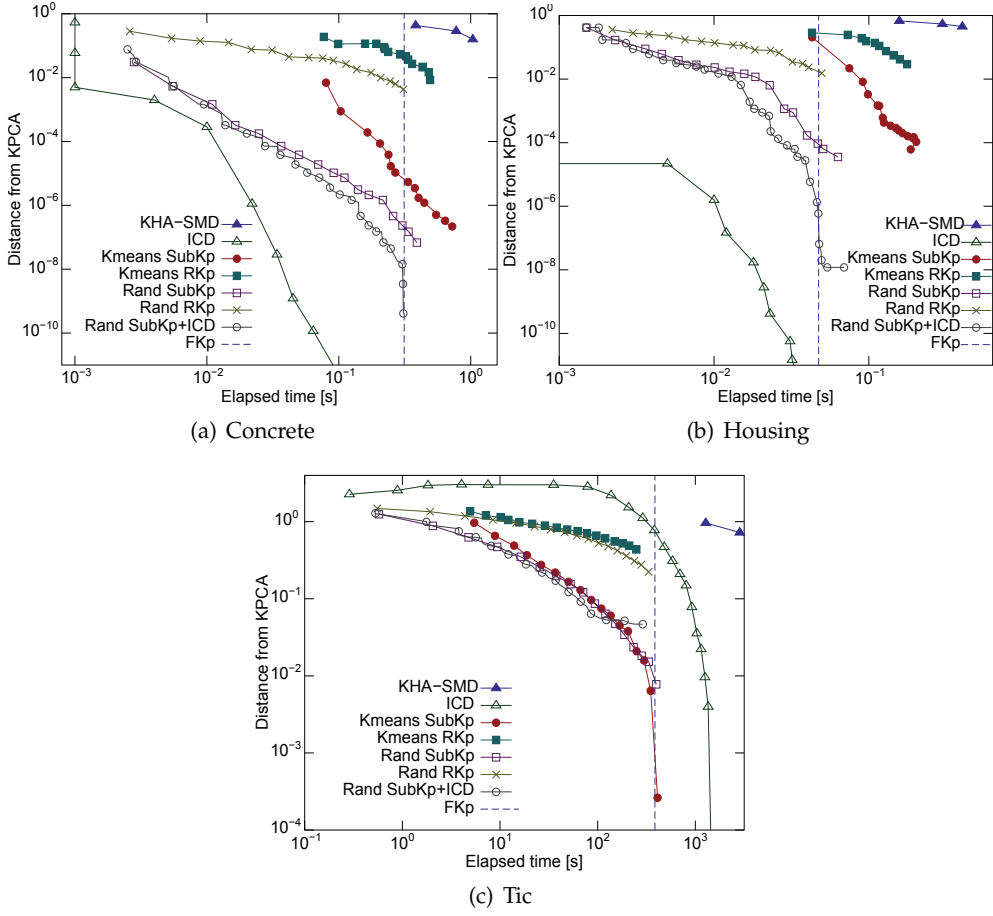 10^0
10^−2
10^−4
10^−6
10^−8
10^−10
Distance from KPCA
KHA−SMD
ICD
Kmeans SubKp
Kmeans RKp
Rand SubKp
Rand RKp
Rand SubKp+ICD
FKp
10^−3
10^−2
10^−1
10^0
Elapsed time [s]
(a) Concrete
10^0
10^−2
10^−4
10^−6
10^−8
10^−10
Distance from KPCA
KHA−SMD
ICD
Kmeans SubKp
Kmeans RKp
Rand SubKp
Rand RKp
Rand SubKp+ICD
FKp
10^−3
10^−2
10^−1
Elapsed time [s]
(b) Housing
10^0
10^−1
10^−2
10^−3
10^−4
Distance from KPCA
KHA−SMD
ICD
Kmeans SubKp
Kmeans RKp
Rand SubKp
Rand RKp
Rand SubKp+ICD
FKp
10^−1
10^0
10^1
10^2
10^3
Elapsed time [s]
(c) Tic